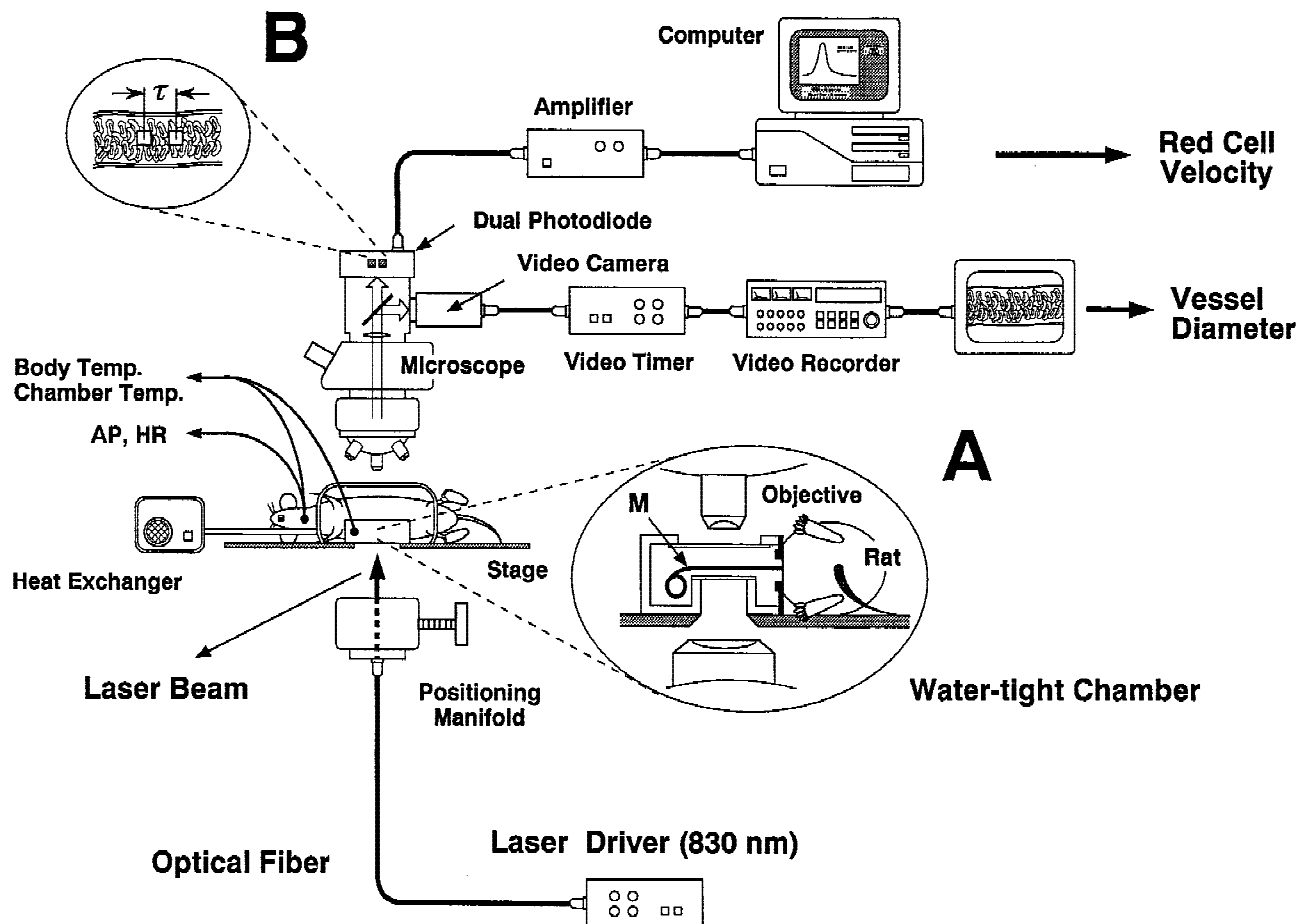 B
Computer
τ
Amplifier
Red Cell
Velocity
Dual Photodiode
Video Camera
Vessel
Diameter
Microscope
Video Timer
Video Recorder
Body Temp.
Chamber Temp.
AP, HR
A
M
Objective
Rat
Heat Exchanger
Stage
Laser Beam
Positioning
Manifold
Water-tight Chamber
Laser Driver (830 nm)
Optical Fiber